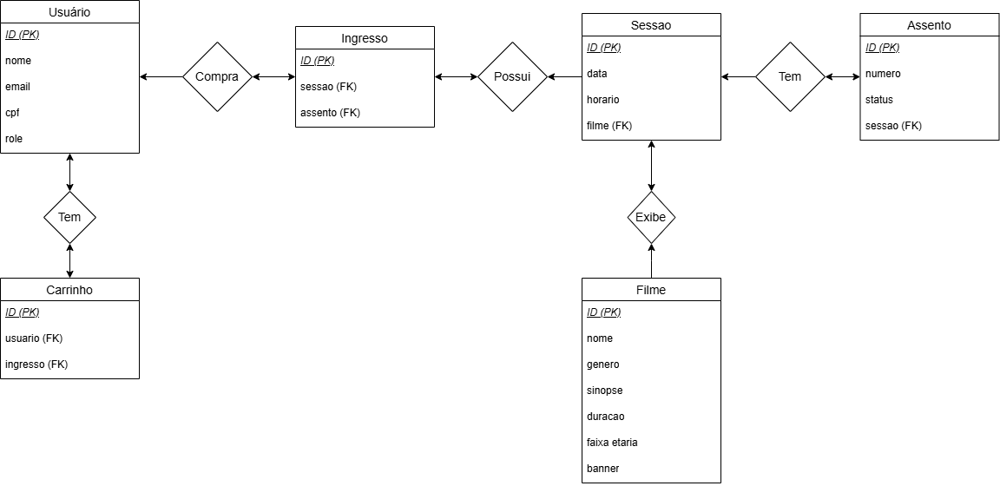 Usuário
ID (PK)
nome
email
cpf
role
Compra
Ingresso
ID (PK)
sessao (FK)
assento (FK)
Possui
Sessao
ID (PK)
data
horario
filme (FK)
Tem
Assento
ID (PK)
numero
status
sessao (FK)
Tem
Exibe
Carrinho
ID (PK)
usuario (FK)
ingresso (FK)
Filme
ID (PK)
nome
genero
sinopse
duracao
faixa etaria
banner